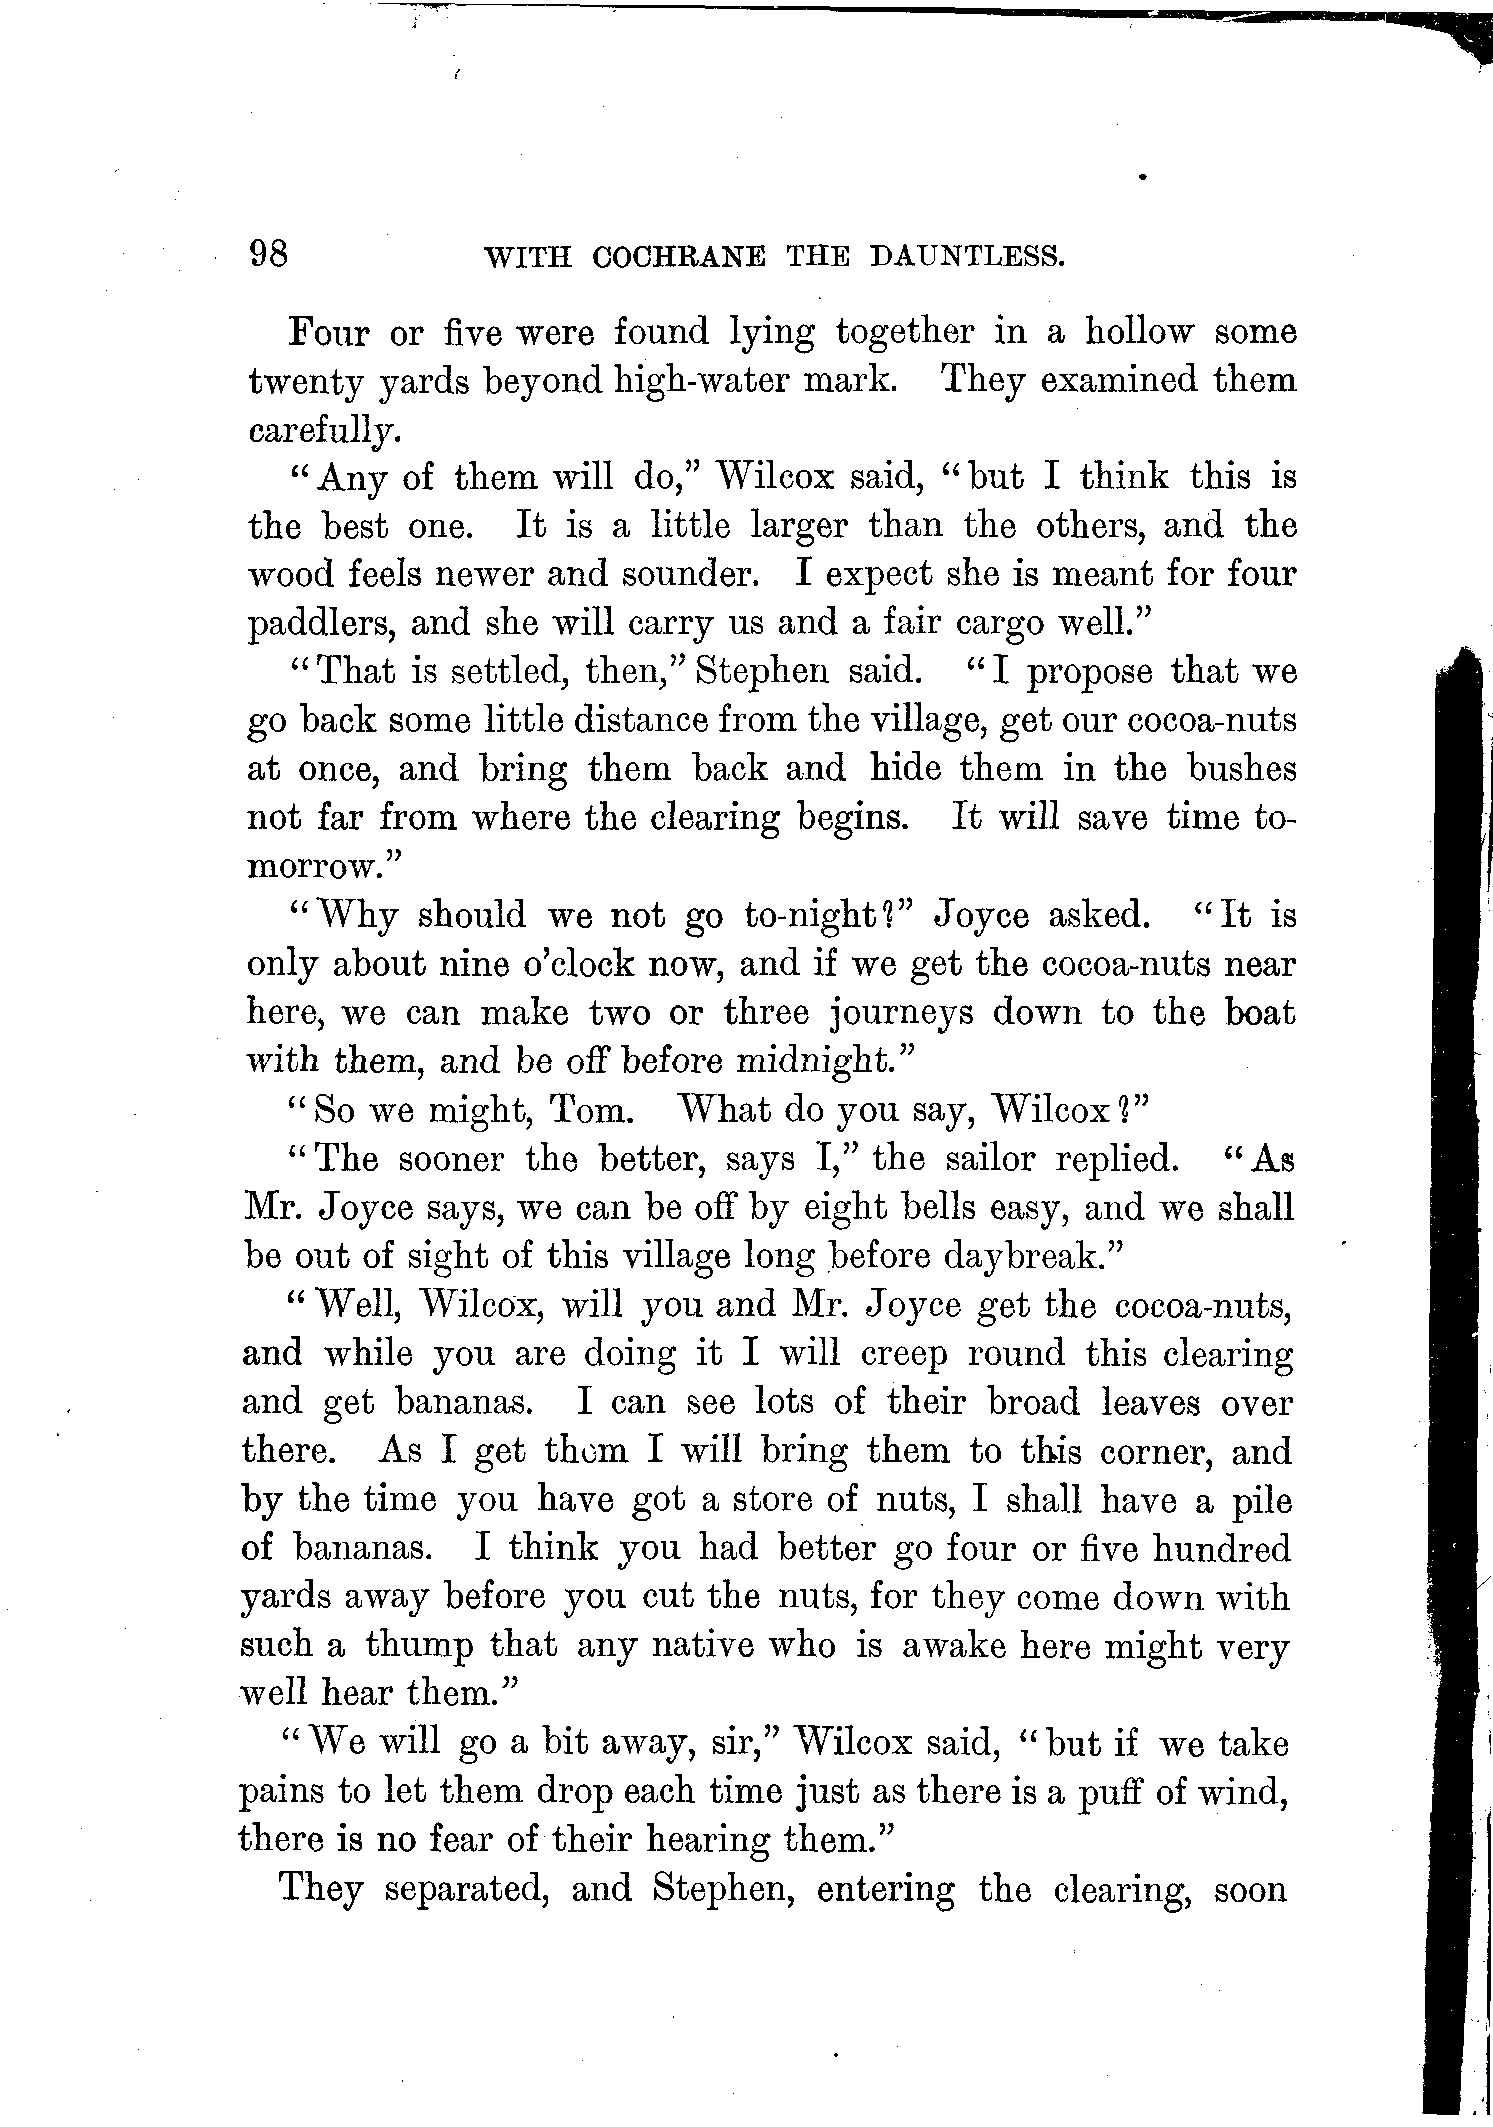 98 WITH COCHRANE THE DAUNTLESS.
Four or five were found lying together in a hollow some
twenty yards beyond high-water mark. They examined them
carefully.
"Any of them will do," Wilcox said, "but I think this is
the best one. It is a little larger than the others, and the
wood feels newer and sounder. I expect she is meant for four
paddlers, and she will carry us and a fair cargo well."
"That is settled, then," Stephen said. "I propose that we
go back some little distance from the village, get our cocoa-nuts
at once, and bring them back and hide them in the bushes
not far from where the clearing begins. It will save time to-
morrow."
"Why should we not go to-night?" Joyce asked. "It is
only about nine o'clock now, and if we get the cocoa-nuts near
here, we can make two or three journeys down to the boat
with them, and be off before midnight."
"So we might, Tom. What do you say, Wilcox?"
"The sooner the better, says I," the sailor replied. "As
Mr. Joyce says, we can be off by eight bells easy, and we shall
be out of sight of this village long before daybreak."
"Well, Wilcox, will you and Mr. Joyce get the cocoa-nuts,
and while you are doing it I will creep round this clearing
and get bananas. I can see lots of their broad leaves over
there. As I get them I will bring them to this corner, and
by the time you have got a store of nuts, I shall have a pile
of bananas. I think you had better go four or five hundred
yards away before you cut the nuts, for they come down with
such a thump that any native who is awake here might very
well hear them."
"We will go a bit away, sir," Wilcox said, "but if we take
pains to let them drop each time just as there is a puff of wind,
there is no fear of their hearing them."
They separated, and Stephen, entering the clearing, soon